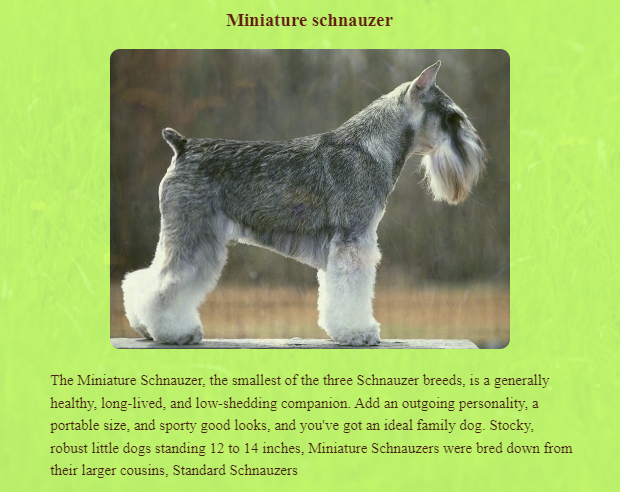 Miniature schnauzer
The Miniature Schnauzer, the smallest of the three Schnauzer breeds, is a generally
healthy, long-lived, and low-shedding companion. Add an outgoing personality, a
portable size, and sporty good looks, and you've got an ideal family dog. Stocky,
robust little dogs standing 12 to 14 inches, Miniature Schnauzers were bred down from
their larger cousins, Standard Schnauzers